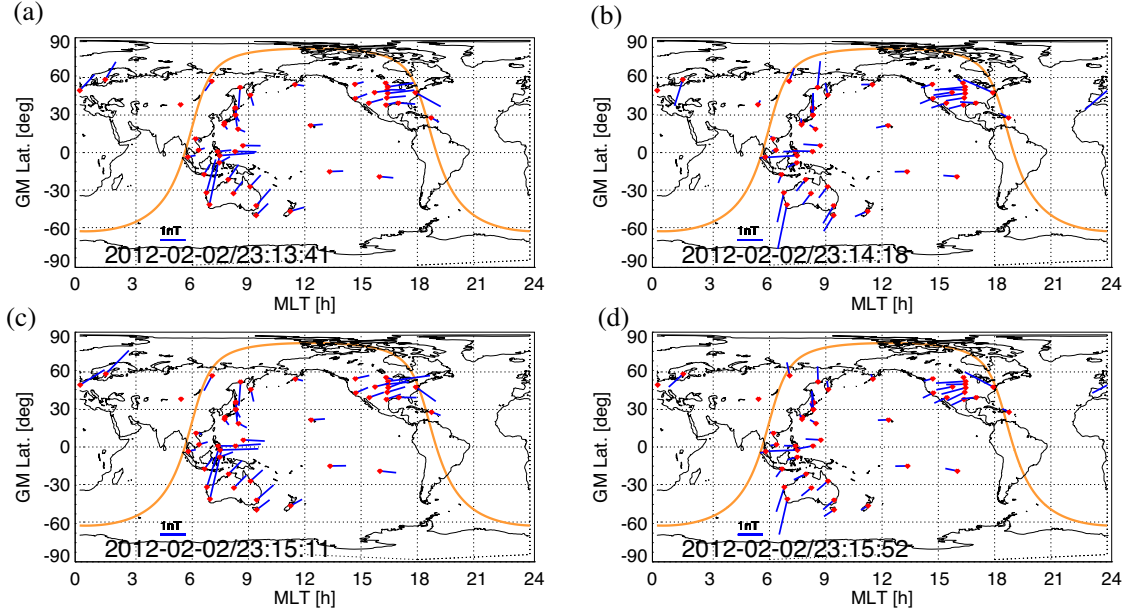 (a)
90
60
30
0
-30
-60
-90
GM Lat. [deg]
1nT
2012-02-02/23:13:41
0 3 6 9 12 15 18 21 24
MLT [h]
(b)
90
60
30
0
-30
-60
-90
GM Lat. [deg]
1nT
2012-02-02/23:14:18
0 3 6 9 12 15 18 21 24
MLT [h]
(c)
90
60
30
0
-30
-60
-90
GM Lat. [deg]
1nT
2012-02-02/23:15:11
0 3 6 9 12 15 18 21 24
MLT [h]
(d)
90
60
30
0
-30
-60
-90
GM Lat. [deg]
1nT
2012-02-02/23:15:52
0 3 6 9 12 15 18 21 24
MLT [h]